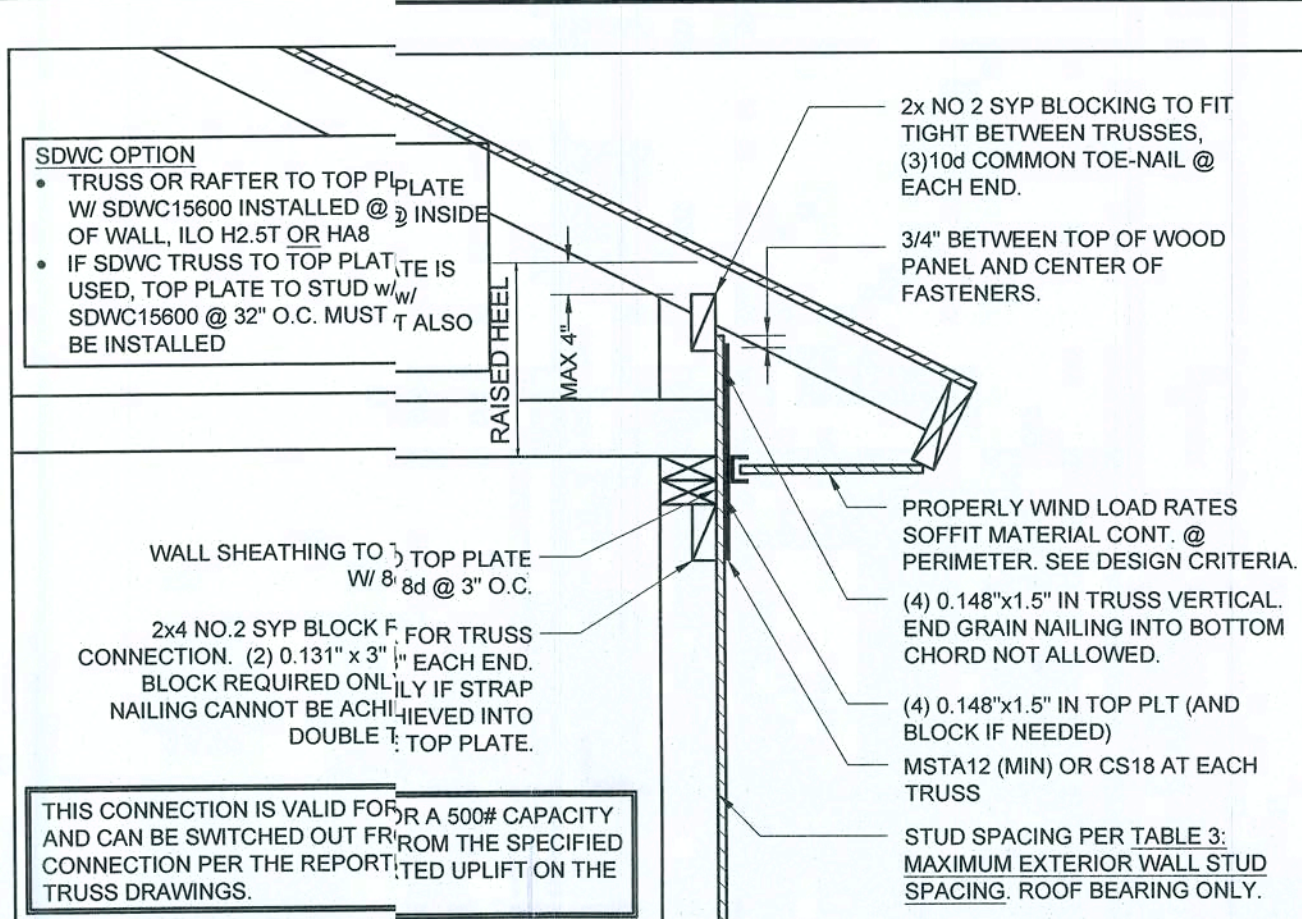 SDWC OPTION
• TRUSS OR RAFTER TO TOP PLATE
W/ SDWC15600 INSTALLED @ INSIDE
OF WALL, ILO H2.5T OR HA8
• IF SDWC TRUSS TO TOP PLATE IS
USED, TOP PLATE TO STUD w/
SDWC15600 @ 32" O.C. MUST ALSO
BE INSTALLED
RAISED HEEL
MAX 4"
2x NO 2 SYP BLOCKING TO FIT
TIGHT BETWEEN TRUSSES,
(3)10d COMMON TOE-NAIL @
EACH END.
3/4" BETWEEN TOP OF WOOD
PANEL AND CENTER OF
FASTENERS.
PROPERLY WIND LOAD RATES
SOFFIT MATERIAL CONT. @
PERIMETER. SEE DESIGN CRITERIA.
(4) 0.148"x1.5" IN TRUSS VERTICAL.
END GRAIN NAILING INTO BOTTOM
CHORD NOT ALLOWED.
(4) 0.148"x1.5" IN TOP PLT (AND
BLOCK IF NEEDED)
MSTA12 (MIN) OR CS18 AT EACH
TRUSS
STUD SPACING PER TABLE 3:
MAXIMUM EXTERIOR WALL STUD
SPACING. ROOF BEARING ONLY.
WALL SHEATHING TO TOP PLATE
W/ 8d @ 3" O.C.
2x4 NO.2 SYP BLOCK FOR TRUSS
CONNECTION. (2) 0.131" x 3" EACH END.
BLOCK REQUIRED ONLY IF STRAP
NAILING CANNOT BE ACHIEVED INTO
DOUBLE TOP PLATE.
THIS CONNECTION IS VALID FOR A 500# CAPACITY
AND CAN BE SWITCHED OUT FROM THE SPECIFIED
CONNECTION PER THE REPORTED UPLIFT ON THE
TRUSS DRAWINGS.